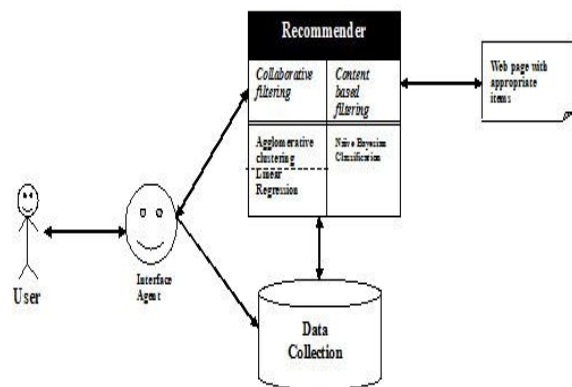 Recommender
Collaborative
filtering
Content
based
filtering
Agglomerative
clustering
Linear
Regression
Naïve Bayesian
Classification
Web page with
appropriate
items
User
Interface
Agent
Data
Collection